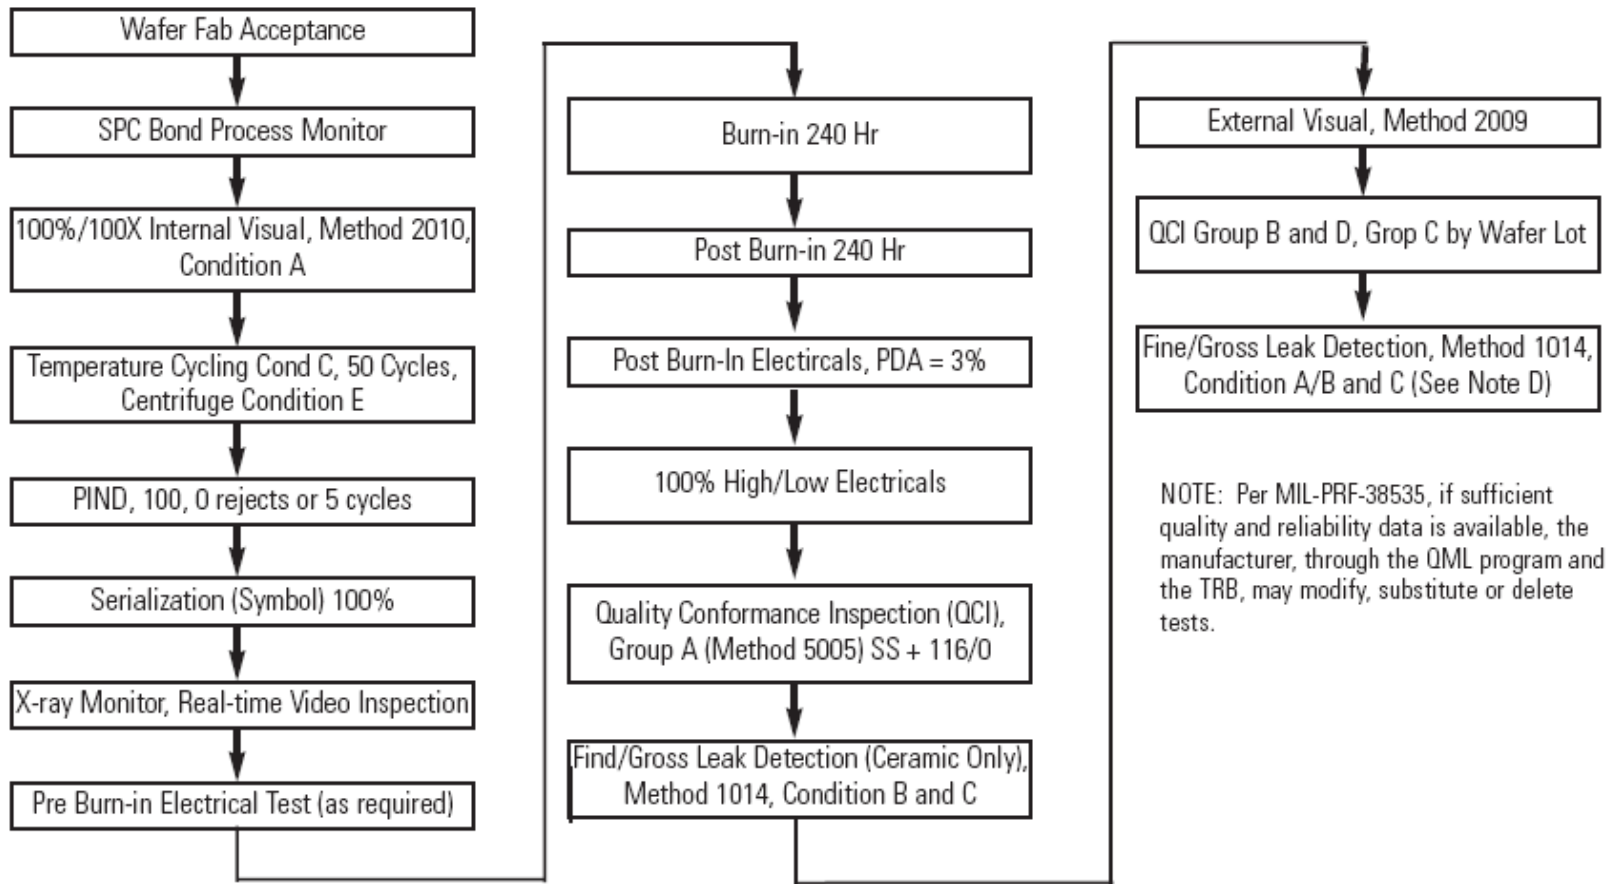 Wafer Fab Acceptance
SPC Bond Process Monitor
100%/100X Internal Visual, Method 2010,
Condition A
Temperature Cycling Cond C, 50 Cycles,
Centrifuge Condition E
PIND, 100, 0 rejects or 5 cycles
Serialization (Symbol) 100%
X-ray Monitor, Real-time Video Inspection
Pre Burn-in Electrical Test (as required)
Burn-in 240 Hr
Post Burn-in 240 Hr
Post Burn-In Electircals, PDA = 3%
100% High/Low Electricals
Quality Conformance Inspection (QCI),
Group A (Method 5005) SS + 116/0
Find/Gross Leak Detection (Ceramic Only),
Method 1014, Condition B and C
External Visual, Method 2009
QCI Group B and D, Grop C by Wafer Lot
Fine/Gross Leak Detection, Method 1014,
Condition A/B and C (See Note D)
NOTE: Per MIL-PRF-38535, if sufficient
quality and reliability data is available, the
manufacturer, through the QML program and
the TRB, may modify, substitute or delete
tests.